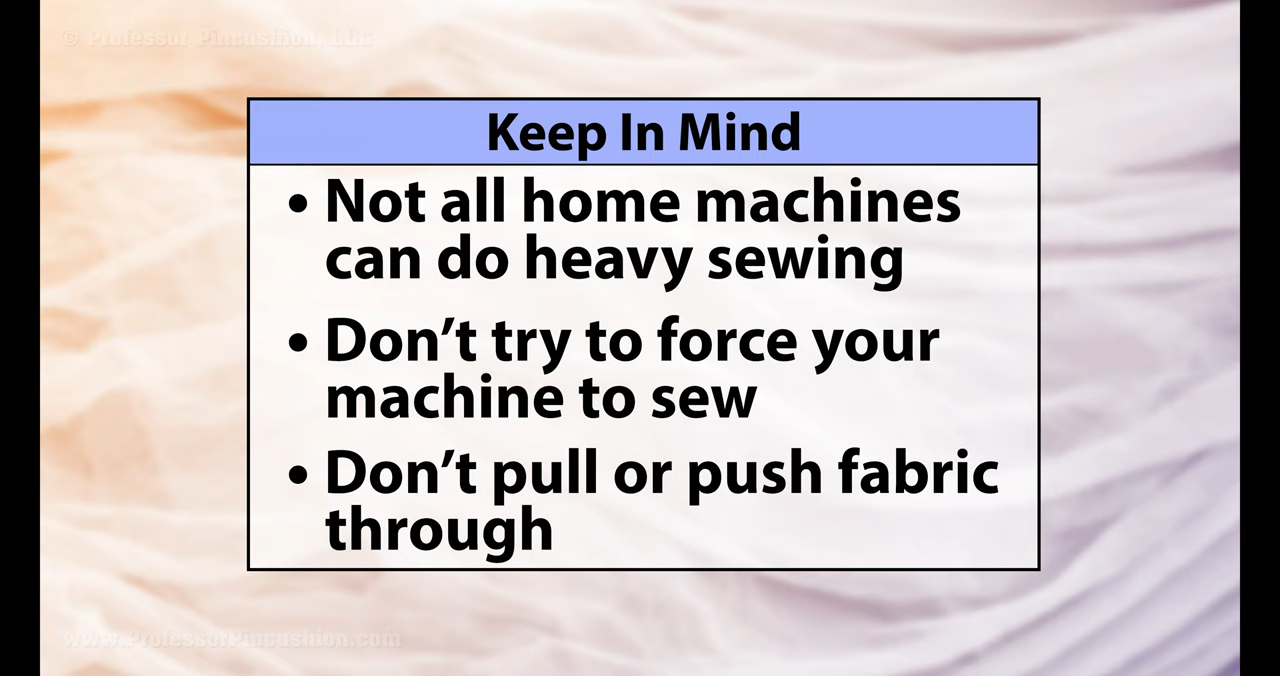 © Professor Pincushion, LLC
Keep In Mind
• Not all home machines
can do heavy sewing
• Don’t try to force your
machine to sew
• Don’t pull or push fabric
through
www.ProfessorPincushion.com